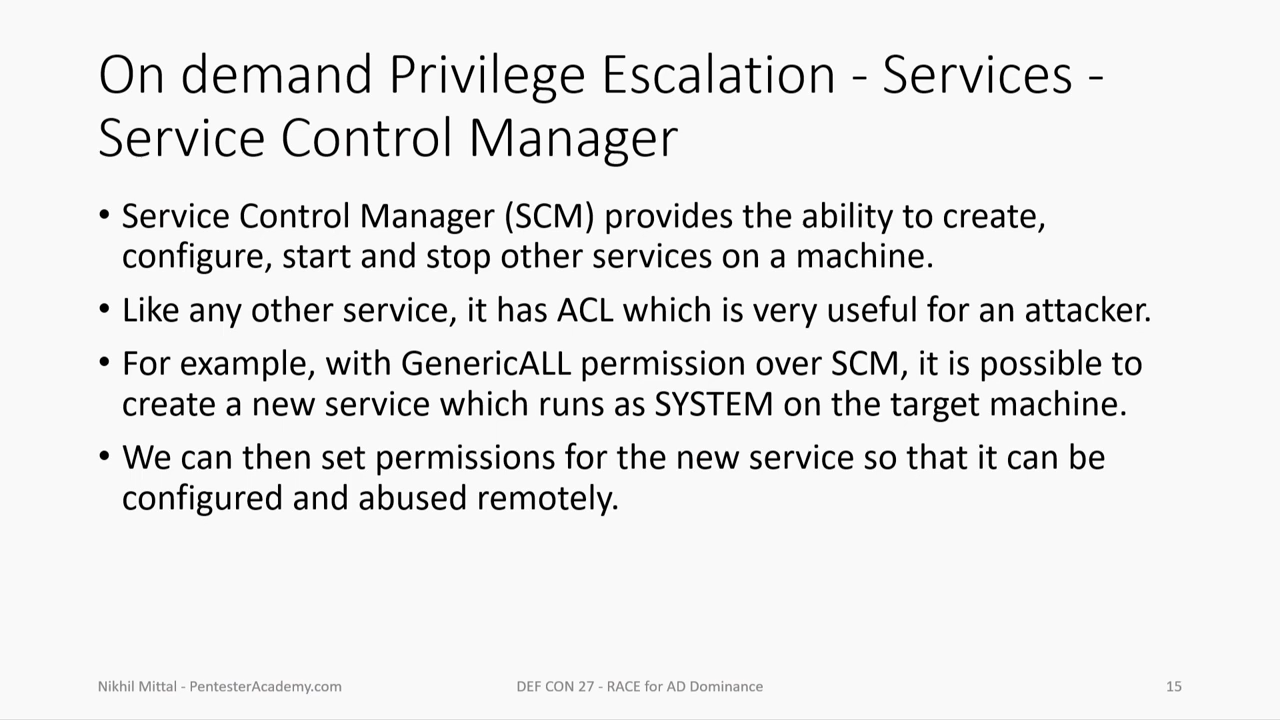 On demand Privilege Escalation - Services -
Service Control Manager
• Service Control Manager (SCM) provides the ability to create,
configure, start and stop other services on a machine.
• Like any other service, it has ACL which is very useful for an attacker.
• For example, with GenericALL permission over SCM, it is possible to
create a new service which runs as SYSTEM on the target machine.
• We can then set permissions for the new service so that it can be
configured and abused remotely.
Nikhil Mittal - PentesterAcademy.com
DEF CON 27 - RACE for AD Dominance
15